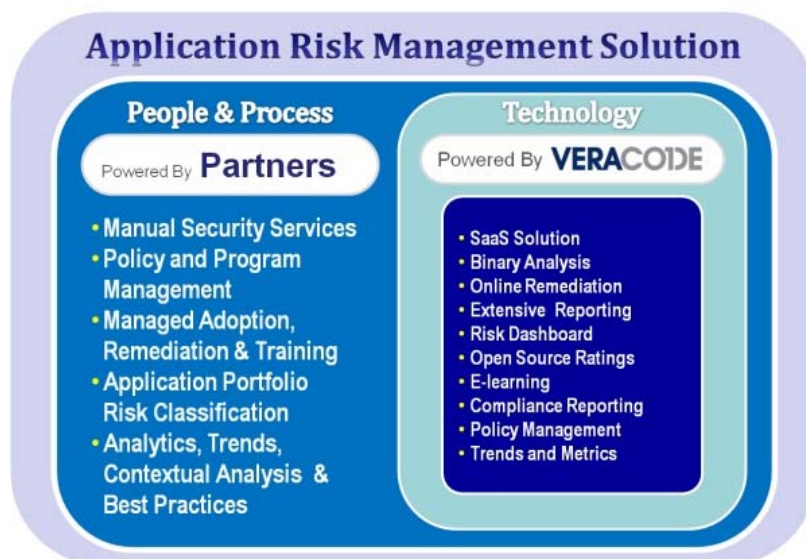 Application Risk Management Solution
People & Process
Powered By Partners
• Manual Security Services
• Policy and Program
Management
• Managed Adoption,
Remediation & Training
• Application Portfolio
Risk Classification
• Analytics, Trends,
Contextual Analysis &
Best Practices
Technology
Powered By VERACODE
• SaaS Solution
• Binary Analysis
• Online Remediation
• Extensive Reporting
• Risk Dashboard
• Open Source Ratings
• E-learning
• Compliance Reporting
• Policy Management
• Trends and Metrics